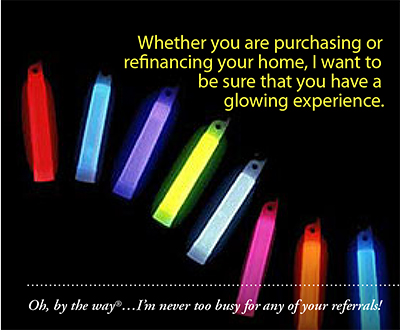 Whether you are purchasing or
refinancing your home, I want to
be sure that you have a
glowing experience.
Oh, by the way®…I'm never too busy for any of your referrals!